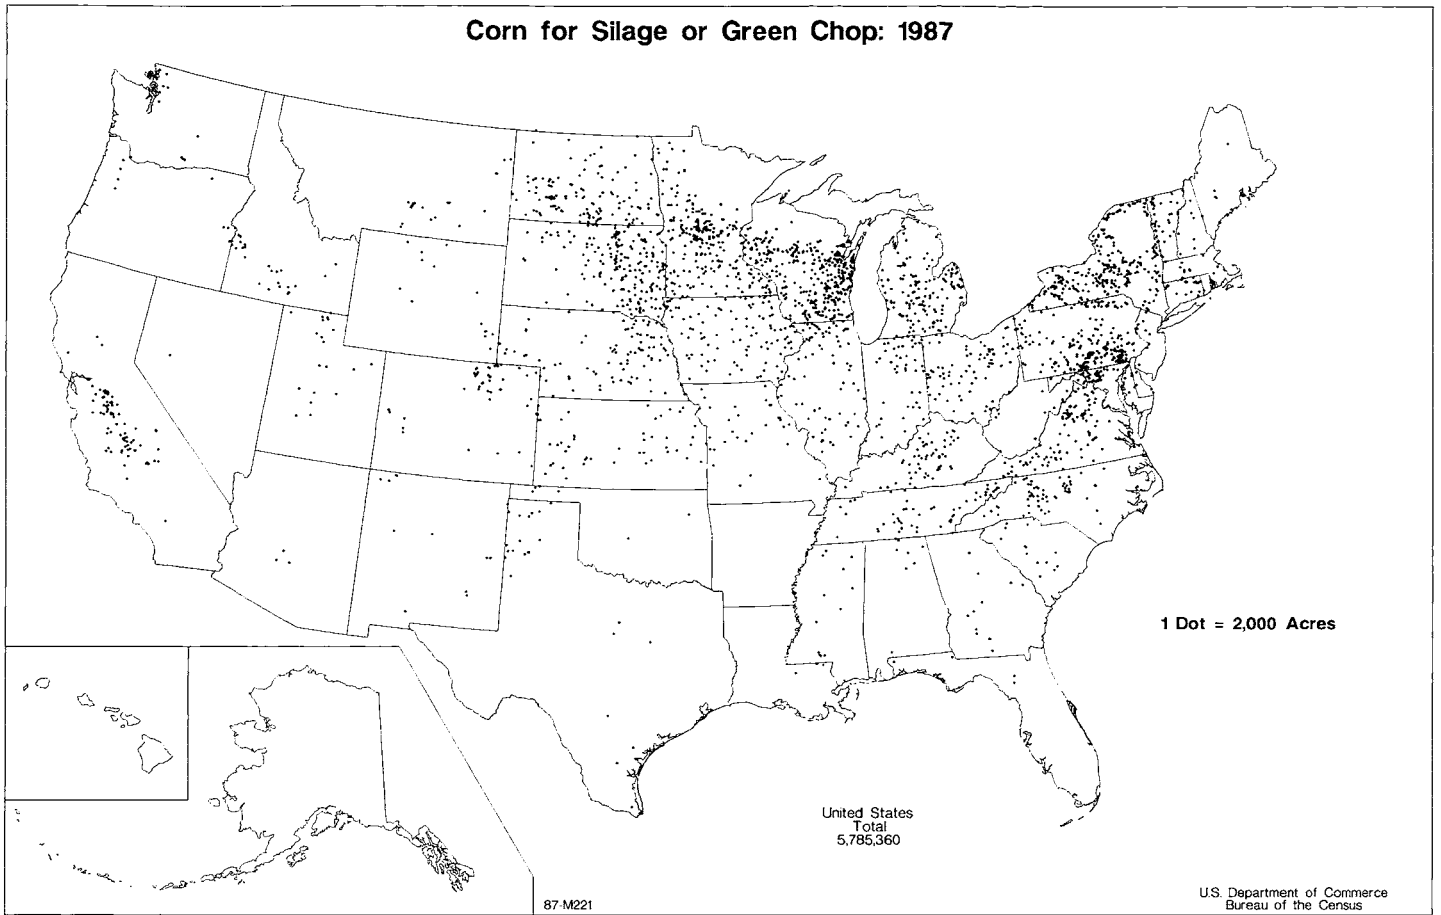 Corn for Silage or Green Chop: 1987
1 Dot = 2,000 Acres
United States
Total
5,785,360
87-M221
U.S. Department of Commerce
Bureau of the Census